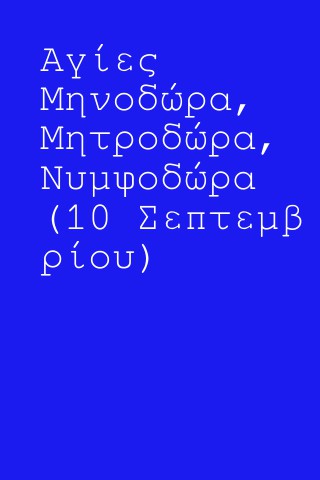 Αγίες
Μηνοδώρα,
Μητροδώρα,
Νυμφοδώρα
(10 Σεπτεμβ
ρίου)